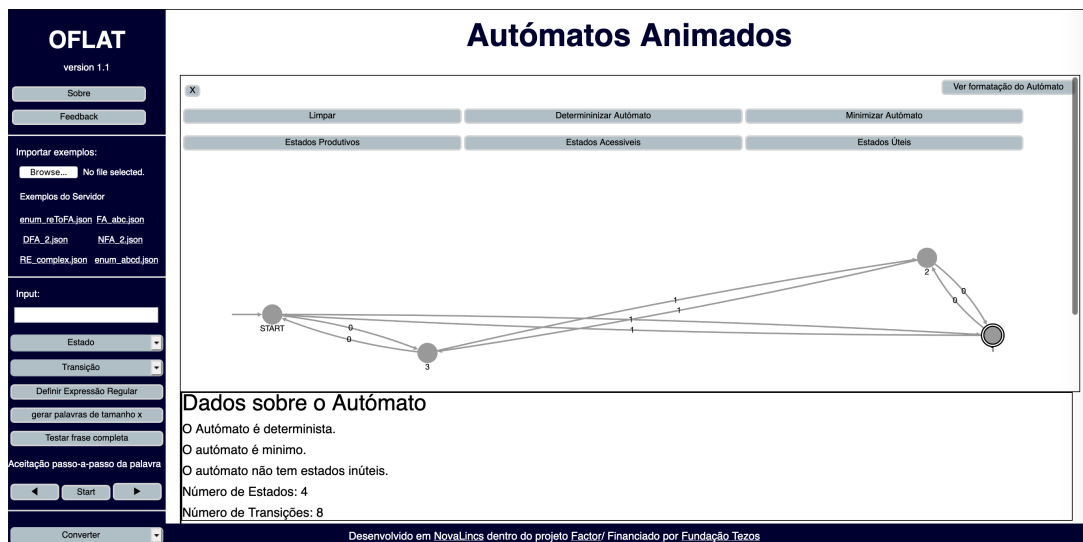 OFLAT
version 1.1
Sobre
Feedback
Importar exemplos:
Browse... No file selected.
Exemplos do Servidor
enum_reToFA.json FA_abc.json
DFA_2.json NFA_2.json
RE_complex.json enum_abcd.json
Input:
Estado
Transição
Definir Expressão Regular
gerar palavras de tamanho x
Testar frase completa
Aceitação passo-a-passo da palavra
Start
Converter
Autómatos Animados
X
Ver formatação do Autómato
Limpar Determininizar Autómato Minimizar Autómato
Estados Produtivos Estados Acessiveis Estados Úteis
2
0
0
1
1
1
1
START
0
0
3
1
Dados sobre o Autómato
O Autómato é determinista.
O autómato é minimo.
O autómato não tem estados inúteis.
Número de Estados: 4
Número de Transições: 8
Desenvolvido em NovaLincs dentro do projeto Factor/ Financiado por Fundação Tezos